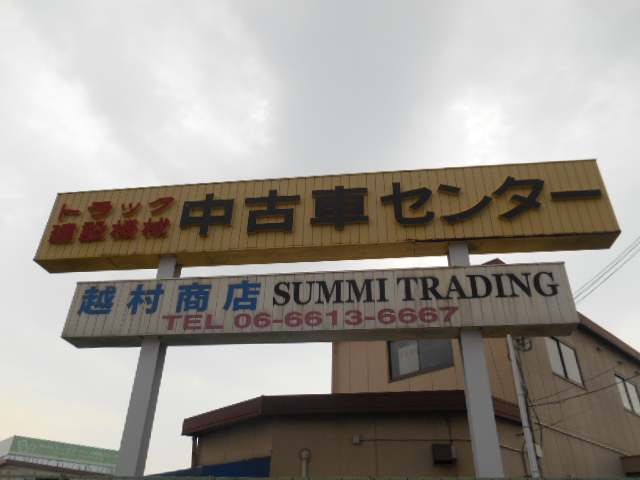 トラック
建設機械
中古車センター
越村商店 SUMMI TRADING
TEL 06-6613-6667